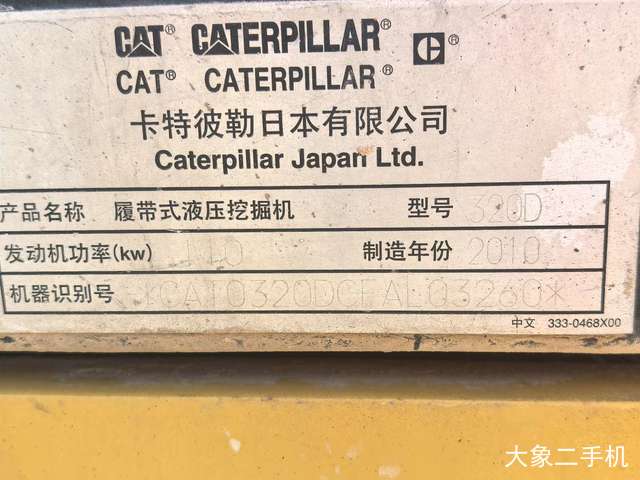 CAT® CATERPILLAR® C®
CAT® CATERPILLAR®
卡特彼勒日本有限公司
Caterpillar Japan Ltd.
产品名称 履带式液压挖掘机 型号 320D
发动机功率(kw) 110 制造年份 2010
机器识别号
中文 333-0468X00
大象二手机